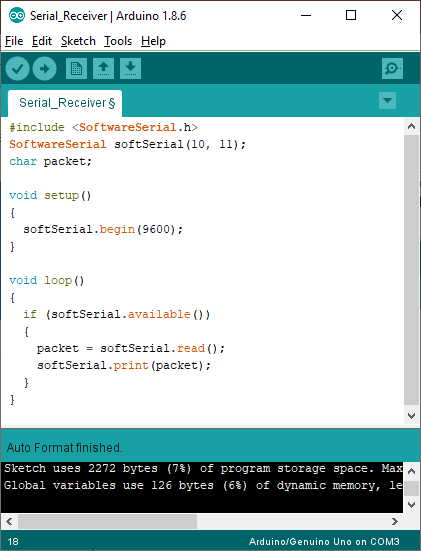 Serial_Receiver | Arduino 1.8.6
File Edit Sketch Tools Help
Serial_Receiver §
#include <SoftwareSerial.h>
SoftwareSerial softSerial(10, 11);
char packet;
void setup()
{
  softSerial.begin(9600);
}
void loop()
{
  if (softSerial.available())
  {
    packet = softSerial.read();
    softSerial.print(packet);
  }
}
Auto Format finished.
Sketch uses 2272 bytes (7%) of program storage space. Max
Global variables use 126 bytes (6%) of dynamic memory, le
18 Arduino/Genuino Uno on COM3